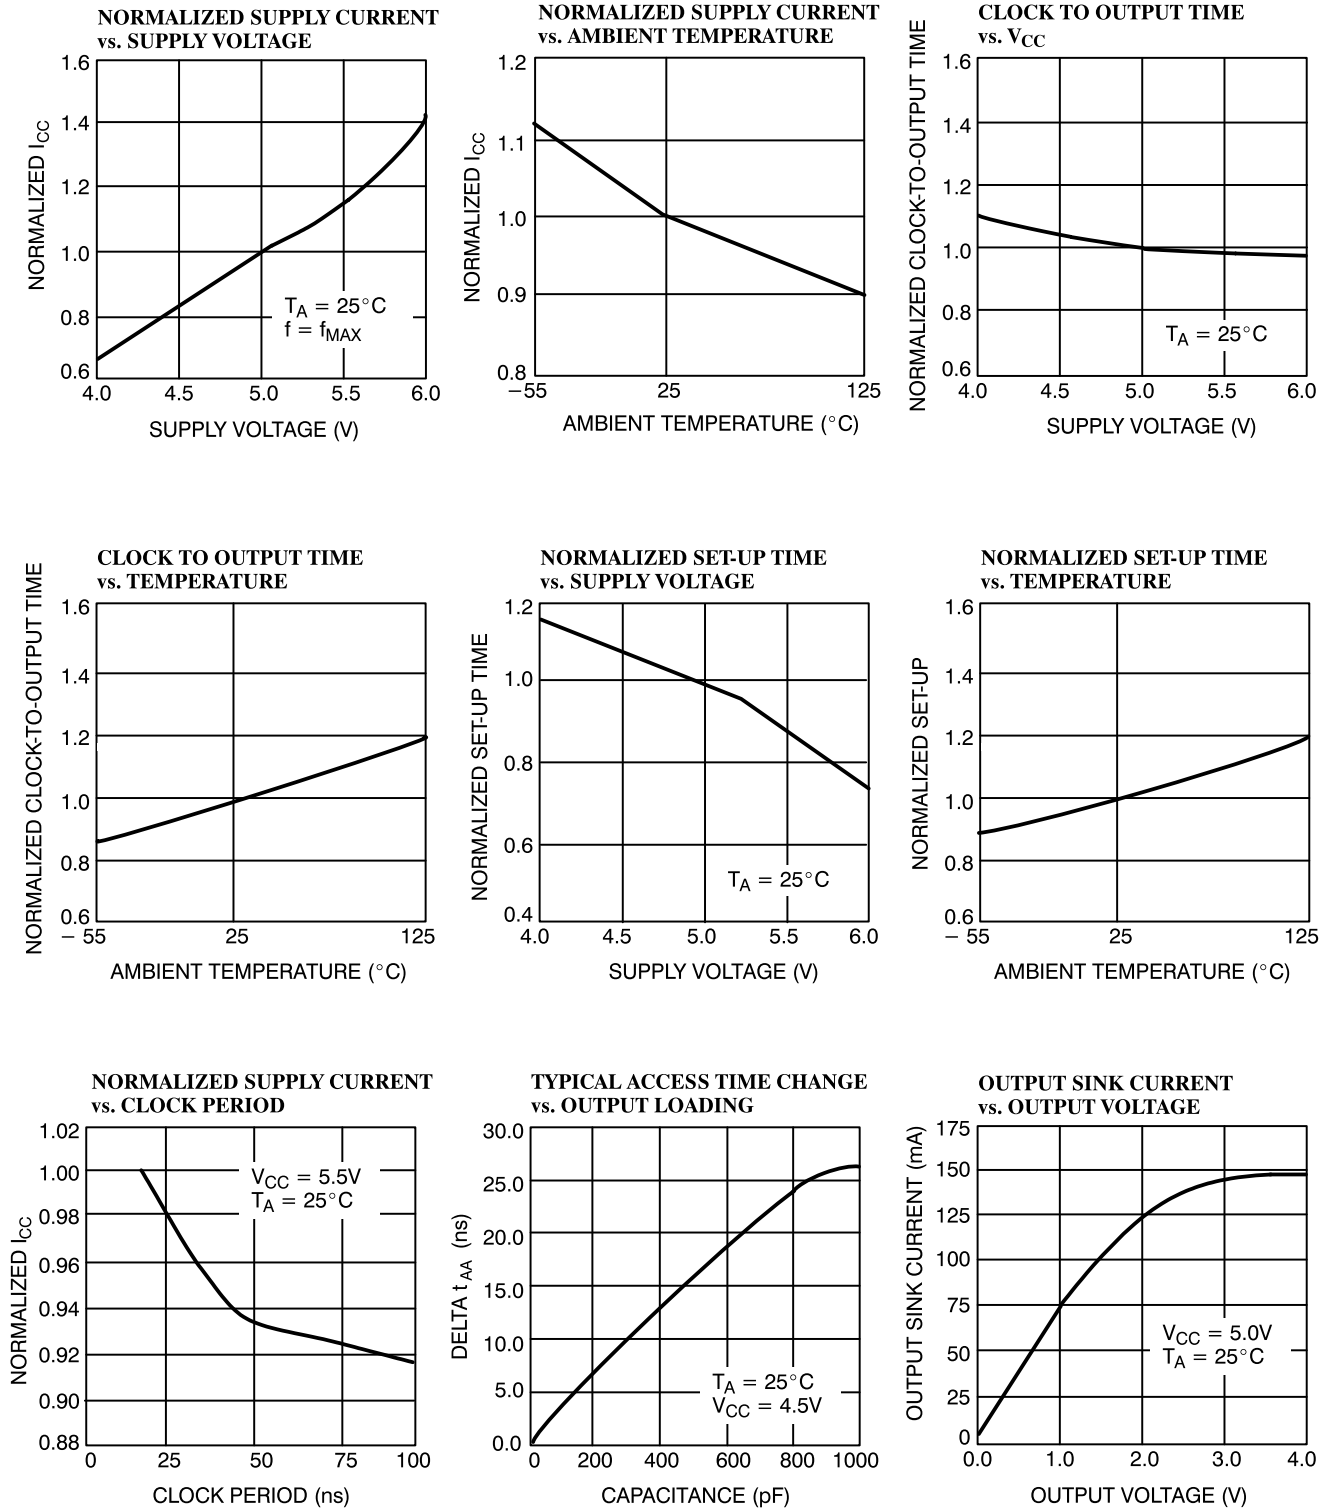 NORMALIZED SUPPLY CURRENT
vs. SUPPLY VOLTAGE
1.6
1.4
1.2
1.0
0.8
0.6
NORMALIZED ICC
TA = 25°C
f = fMAX
4.0 4.5 5.0 5.5 6.0
SUPPLY VOLTAGE (V)
NORMALIZED SUPPLY CURRENT
vs. AMBIENT TEMPERATURE
1.2
1.1
1.0
0.9
0.8
NORMALIZED ICC
−55 25 125
AMBIENT TEMPERATURE (°C)
CLOCK TO OUTPUT TIME
vs. VCC
1.6
1.4
1.2
1.0
0.8
0.6
NORMALIZED CLOCK-TO-OUTPUT TIME
TA = 25°C
4.0 4.5 5.0 5.5 6.0
SUPPLY VOLTAGE (V)
CLOCK TO OUTPUT TIME
vs. TEMPERATURE
1.6
1.4
1.2
1.0
0.8
0.6
NORMALIZED CLOCK-TO-OUTPUT TIME
− 55 25 125
AMBIENT TEMPERATURE (°C)
NORMALIZED SET-UP TIME
vs. SUPPLY VOLTAGE
1.2
1.0
0.8
0.6
0.4
NORMALIZED SET-UP TIME
TA = 25°C
4.0 4.5 5.0 5.5 6.0
SUPPLY VOLTAGE (V)
NORMALIZED SET-UP TIME
vs. TEMPERATURE
1.6
1.4
1.2
1.0
0.8
0.6
NORMALIZED SET-UP
− 55 25 125
AMBIENT TEMPERATURE (°C)
NORMALIZED SUPPLY CURRENT
vs. CLOCK PERIOD
1.02
1.00
0.98
0.96
0.94
0.92
0.90
0.88
NORMALIZED ICC
VCC = 5.5V
TA = 25°C
0 25 50 75 100
CLOCK PERIOD (ns)
TYPICAL ACCESS TIME CHANGE
vs. OUTPUT LOADING
30.0
25.0
20.0
15.0
10.0
5.0
0.0
DELTA tAA (ns)
TA = 25°C
VCC = 4.5V
0 200 400 600 800 1000
CAPACITANCE (pF)
OUTPUT SINK CURRENT
vs. OUTPUT VOLTAGE
175
150
125
100
75
50
25
0
OUTPUT SINK CURRENT (mA)
VCC = 5.0V
TA = 25°C
0.0 1.0 2.0 3.0 4.0
OUTPUT VOLTAGE (V)